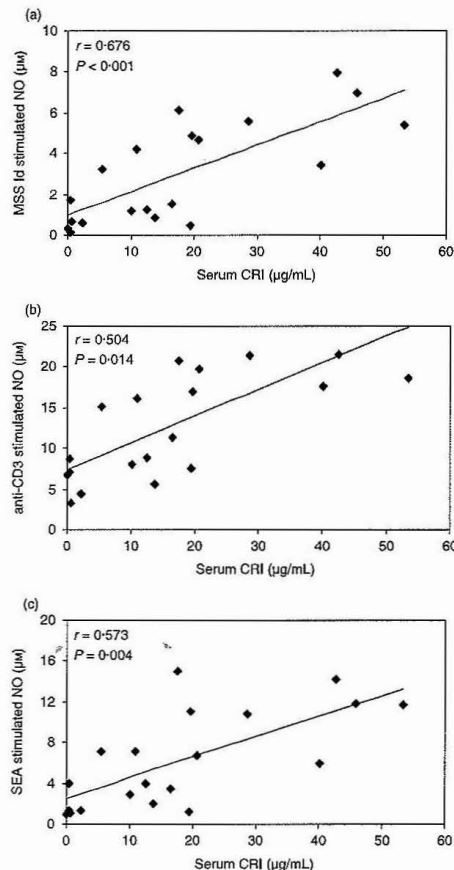 (a)
r = 0·676
P < 0·001
MSS Id stimulated NO (μM)
8
6
4
2
0
0 10 20 30 40 50 60
Serum CRI (μg/mL)
(b)
r = 0·504
P = 0·014
anti-CD3 stimulated NO (μM)
25
20
15
10
5
0
0 10 20 30 40 50 60
Serum CRI (μg/mL)
(c)
r = 0·573
P = 0·004
SEA stimulated NO (μM)
20
16
12
8
4
0
0 10 20 30 40 50 60
Serum CRI (μg/mL)